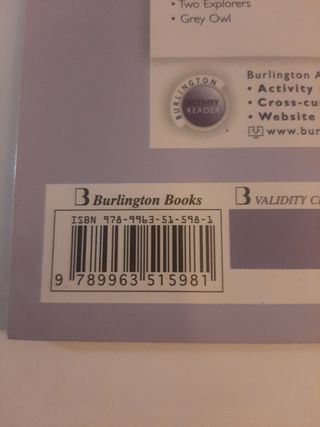 • Two Explorers
• Grey Owl
BURLINGTON
ACTIVITY
READER
Burlington A
• Activity
• Cross-cu
• Website
www.bur
B Burlington Books
B VALIDITY C
ISBN 978-9963-51-598-1
9 789963 515981